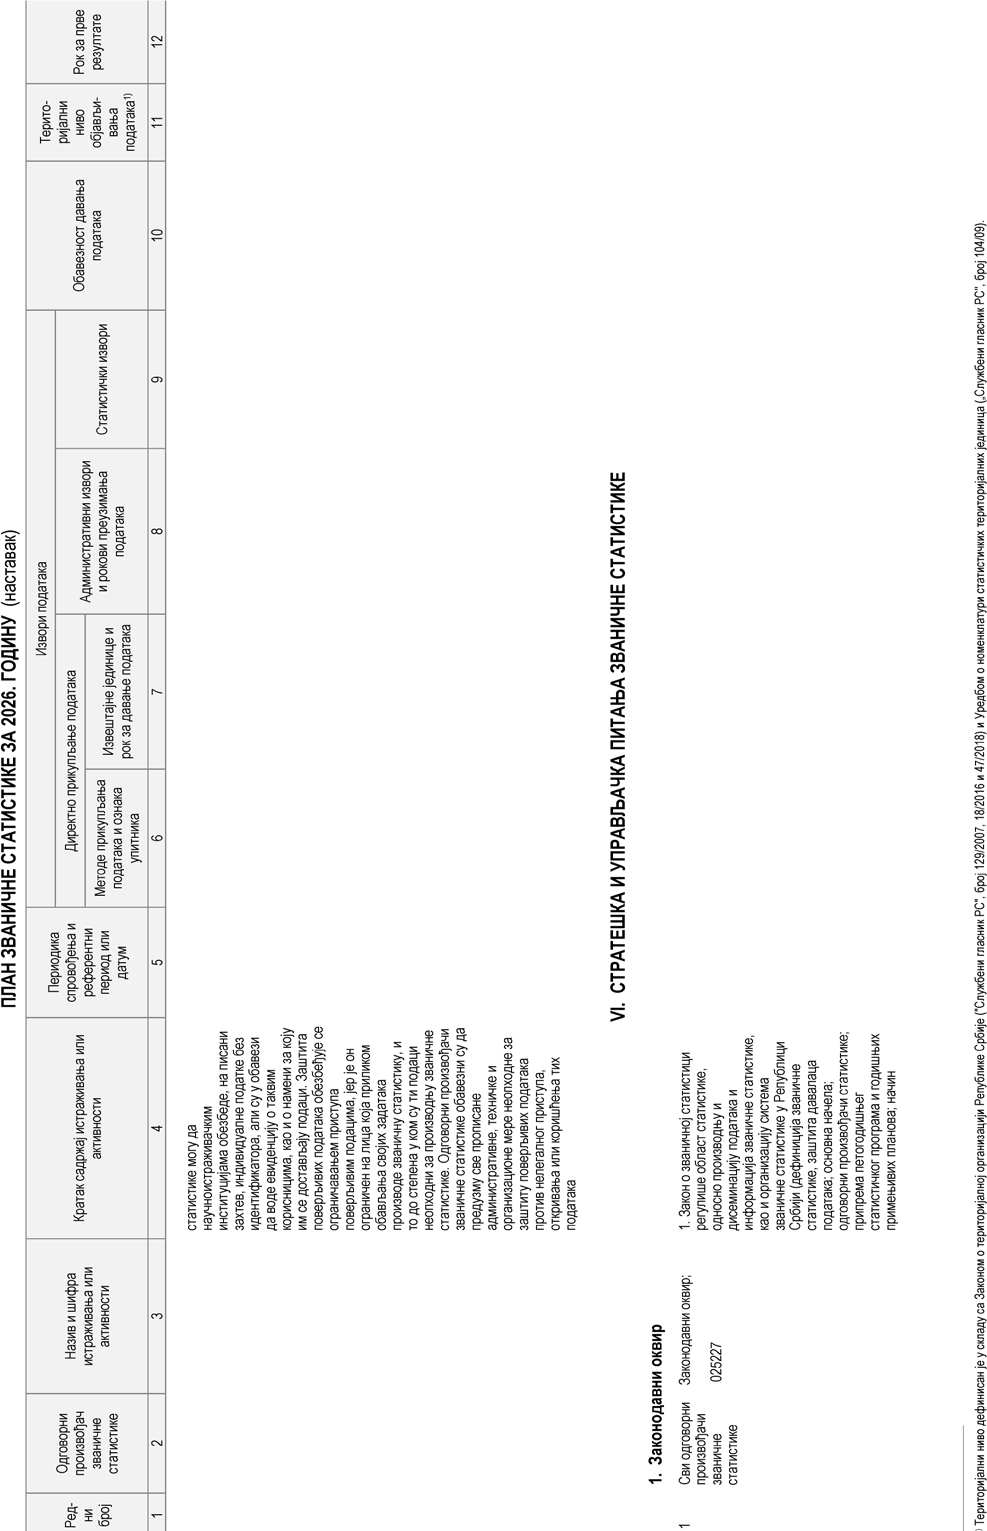 ПЛАН ЗВАНИЧНЕ СТАТИСТИКЕ ЗА 2026. ГОДИНУ (наставак)
Ред-
ни
број
Одговорни
произвођач
званичне
статистике
Назив и шифра
истраживања или
активности
Кратак садржај истраживања или
активности
Периодика
спровођења и
референтни
период или
датум
Извори података
Директно прикупљање података
Методе прикупљања
података и ознака
упитника
Извештајне јединице и
рок за давање података
Административни извори
и рокови преузимања
података
Статистички извори
Обавезност давања
података
Терито-
ријални
ниво
објављи-
вања
података¹⁾
Рок за прве
резултате
1 2 3 4 5 6 7 8 9 10 11 12
статистике могу да
научноистраживачким
институцијама обезбеде, на писани
захтев, индивидуалне податке без
идентификатора, али су у обавези
да воде евиденцију о таквим
корисницима, као и о намени за коју
им се достављају подаци. Заштита
поверљивих података обезбеђује се
ограничавањем приступа
поверљивим подацима, јер је он
ограничен на лица која приликом
обављања својих задатака
производе званичну статистику, и
то до степена у ком су ти подаци
неопходни за производњу званичне
статистике. Одговорни произвођачи
званичне статистике обавезни су да
предузму све прописане
административне, техничке и
организационе мере неопходне за
заштиту поверљивих података
против нелегалног приступа,
откривања или коришћења тих
података
VI. СТРАТЕШКА И УПРАВЉАЧКА ПИТАЊА ЗВАНИЧНЕ СТАТИСТИКЕ
1. Законодавни оквир
1
Сви одговорни
произвођачи
званичне
статистике
Законодавни оквир;
025227
1. Закон о званичној статистици
регулише област статистике,
односно производњу и
дисеминацију података и
информација званичне статистике,
као и организацију система
званичне статистике у Републици
Србији (дефиниција званичне
статистике, заштита давалаца
података; основна начела;
одговорни произвођачи статистике;
припрема петогодишњег
статистичког програма и годишњих
примењивих планова; начин
¹⁾ Територијални ниво дефинисан је у складу са Законом о територијалној организацији Републике Србије ("Службени гласник РС", број 129/2007, 18/2016 и 47/2018) и Уредбом о номенклатури статистичких територијалних јединица („Службени гласник РС", број 104/09).